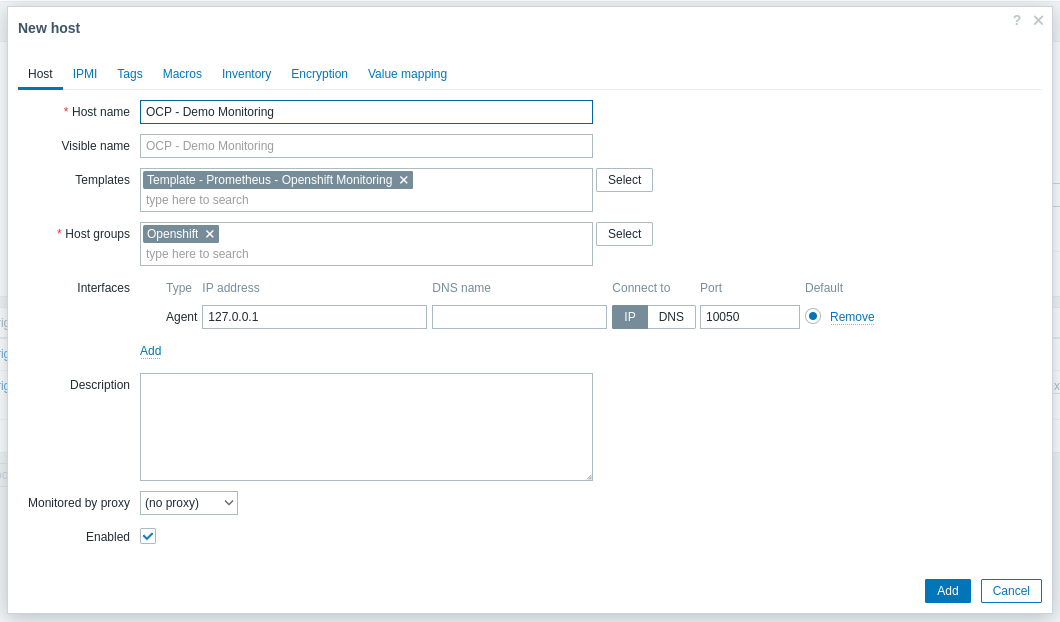 New host
?
Host IPMI Tags Macros Inventory Encryption Value mapping
* Host name OCP - Demo Monitoring
Visible name OCP - Demo Monitoring
Templates Template - Prometheus - Openshift Monitoring Select
type here to search
* Host groups Openshift Select
type here to search
Interfaces Type IP address DNS name Connect to Port Default
Agent 127.0.0.1 IP DNS 10050 Remove
Add
Description
Monitored by proxy (no proxy)
Enabled
Add Cancel